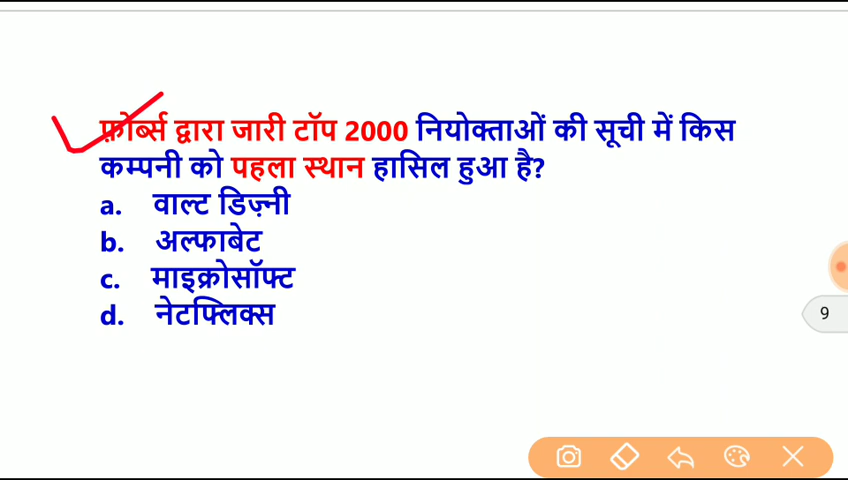 फ़ोर्ब्स द्वारा जारी टॉप 2000 नियोक्ताओं की सूची में किस
कम्पनी को पहला स्थान हासिल हुआ है?
a. वाल्ट डिज़्नी
b. अल्फाबेट
c. माइक्रोसॉफ्ट
d. नेटफ्लिक्स
9